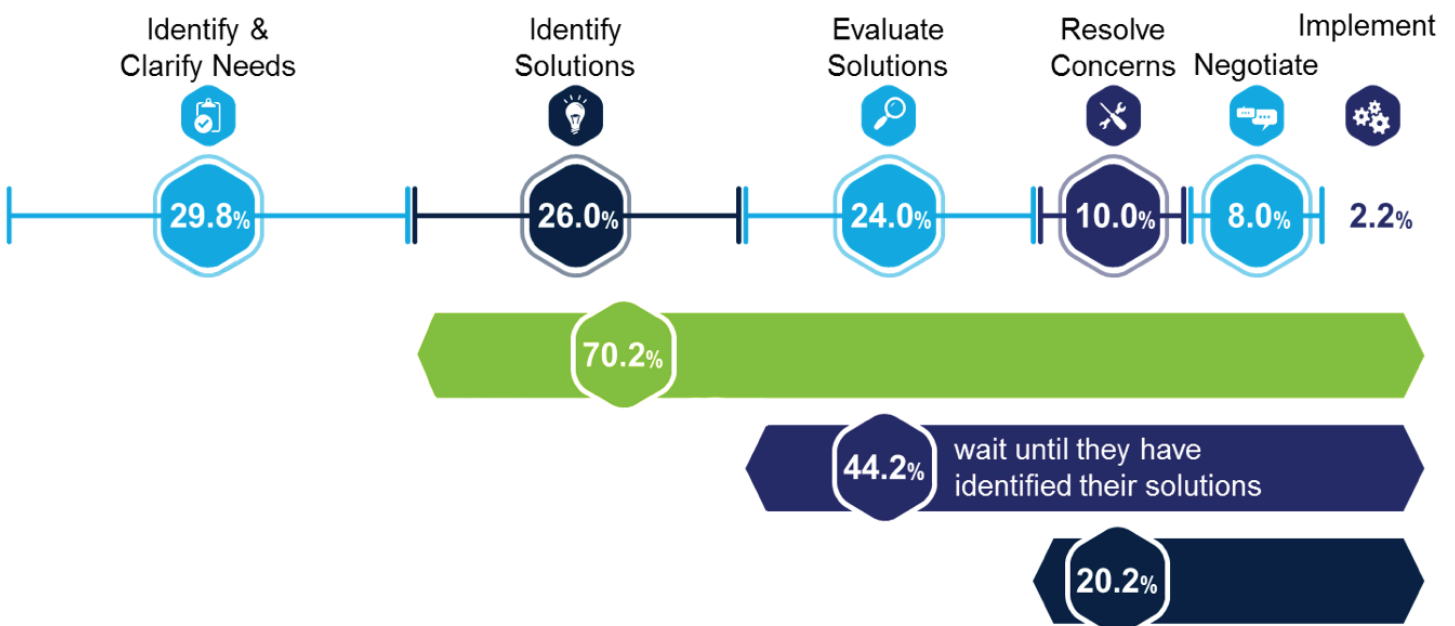 Identify &
Clarify Needs
Identify
Solutions
Evaluate
Solutions
Resolve
Concerns
Negotiate
Implement
29.8%
26.0%
24.0%
10.0%
8.0%
2.2%
70.2%
44.2%
wait until they have
identified their solutions
20.2%